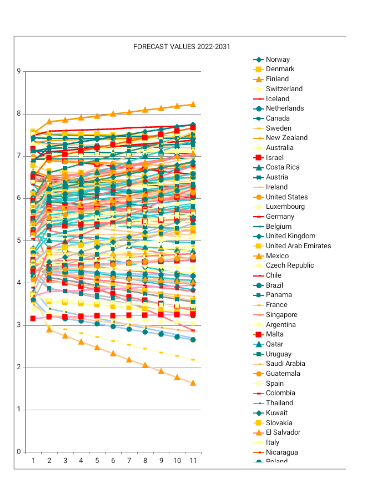 FORECAST VALUES 2022-2031
9
8
7
6
5
4
3
2
1
0
1 2 3 4 5 6 7 8 9 10 11
Norway
Denmark
Finland
Switzerland
Iceland
Netherlands
Canada
Sweden
New Zealand
Australia
Israel
Costa Rica
Austria
Ireland
United States
Luxembourg
Germany
Belgium
United Kingdom
United Arab Emirates
Mexico
Czech Republic
Chile
Brazil
Panama
France
Singapore
Argentina
Malta
Qatar
Uruguay
Saudi Arabia
Guatemala
Spain
Colombia
Thailand
Kuwait
Slovakia
El Salvador
Italy
Nicaragua
Poland